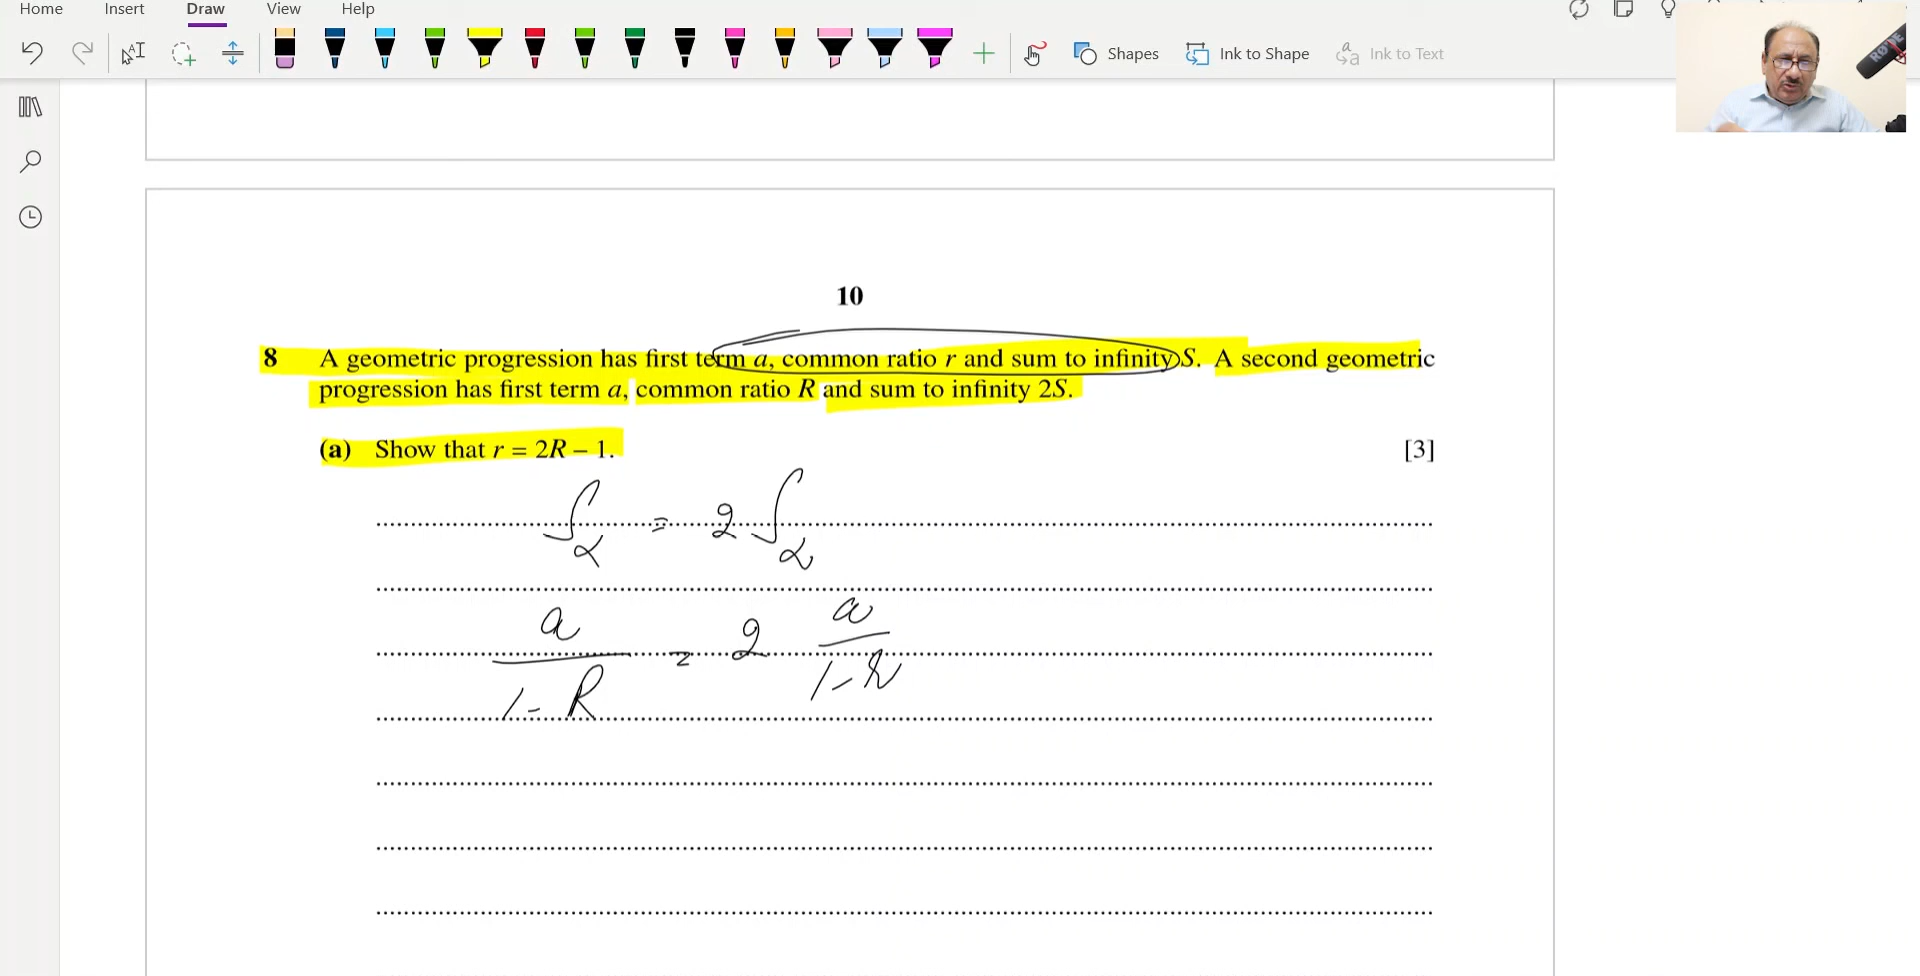 Home Insert Draw View Help
Shapes Ink to Shape Ink to Text
RØDE
10
8 A geometric progression has first term a, common ratio r and sum to infinity S. A second geometric
progression has first term a, common ratio R and sum to infinity 2S.
(a) Show that r = 2R – 1. [3]
S∝ = 2 S∝
a / 1 - R = 2 a / 1 - r